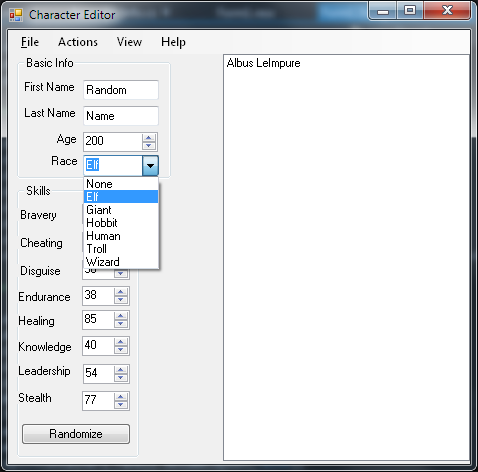 Character Editor
File Actions View Help
Basic Info
First Name Random
Last Name Name
Age 200
Race Elf
None
Elf
Giant
Hobbit
Human
Troll
Wizard
Skills
Bravery
Cheating
Disguise
Endurance 38
Healing 85
Knowledge 40
Leadership 54
Stealth 77
Randomize
Albus LeImpure